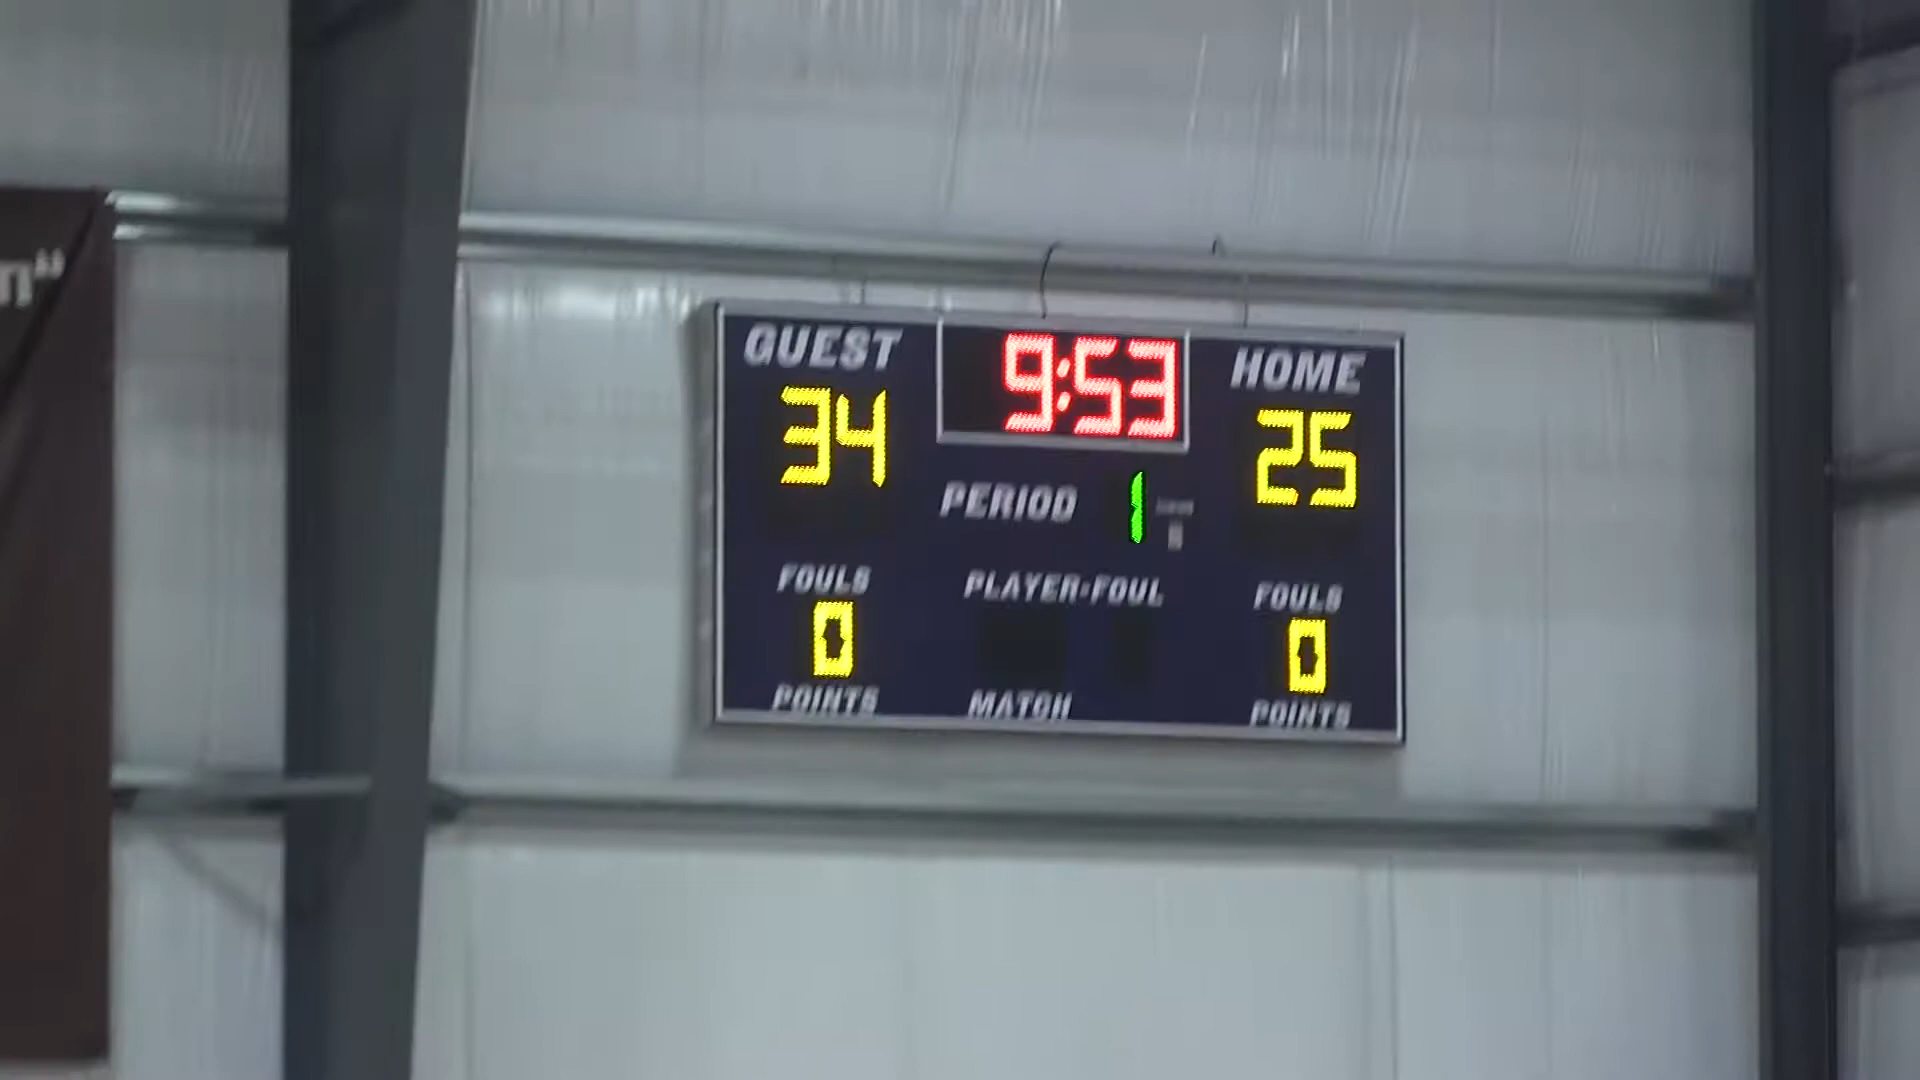 n"
GUEST 9:53 HOME
34 25
PERIOD 1
FOULS PLAYER-FOUL FOULS
0 0
POINTS MATCH POINTS